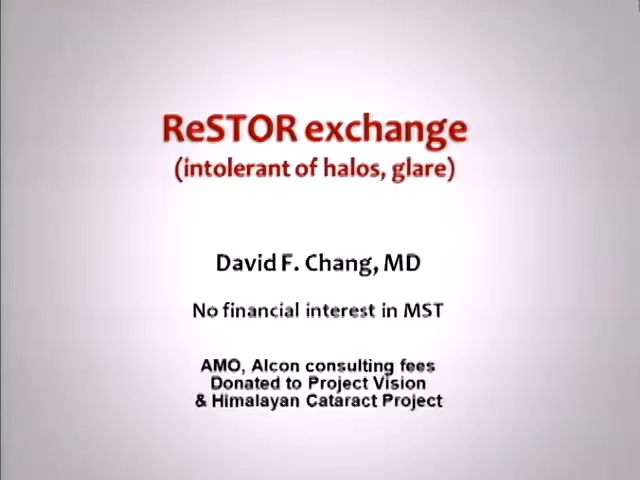 ReSTOR exchange
(intolerant of halos, glare)
David F. Chang, MD
No financial interest in MST
AMO, Alcon consulting fees
Donated to Project Vision
& Himalayan Cataract Project